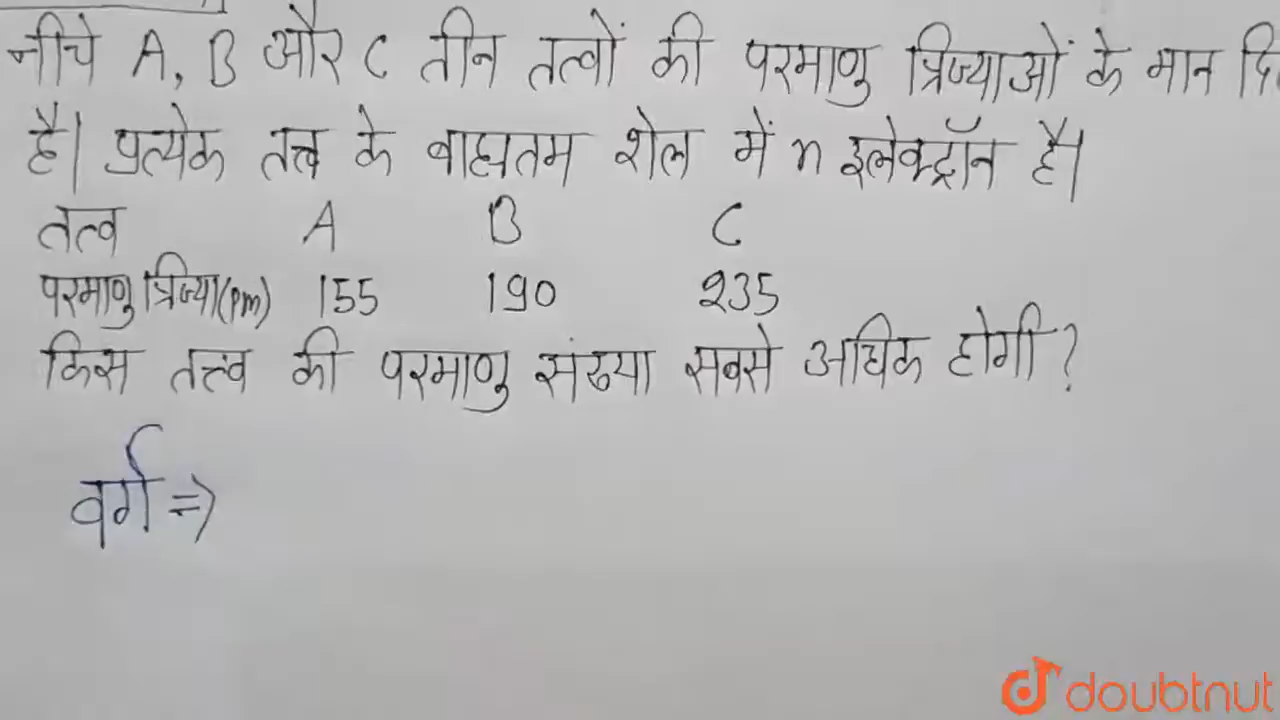 नीचे A, B और C तीन तत्वों की परमाणु त्रिज्याओं के मान
है। प्रत्येक तत्त्व के बाह्यतम शेल में n इलेक्ट्रॉन है।
तत्व A B C
परमाणु त्रिज्या(pm) 155 190 235
किस तत्त्व की परमाणु संख्या सबसे अधिक होगी?
वर्ग ⇒
doubtnut